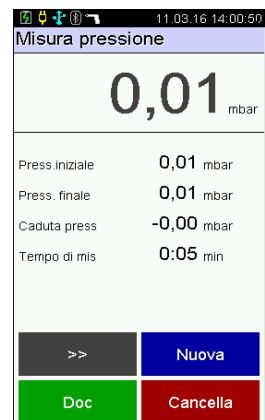 11.03.16 14:00:50
Misura pressione
0,01 mbar
Press.iniziale 0,01 mbar
Press. finale 0,01 mbar
Caduta press -0,00 mbar
Tempo di mis 0:05 min
>> Nuova
Doc Cancella